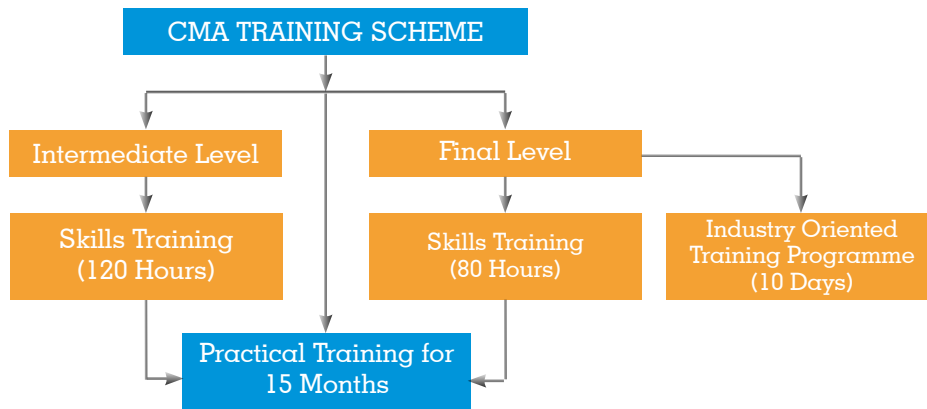 CMA TRAINING SCHEME
Intermediate Level
Final Level
Skills Training
(120 Hours)
Skills Training
(80 Hours)
Industry Oriented
Training Programme
(10 Days)
Practical Training for
15 Months